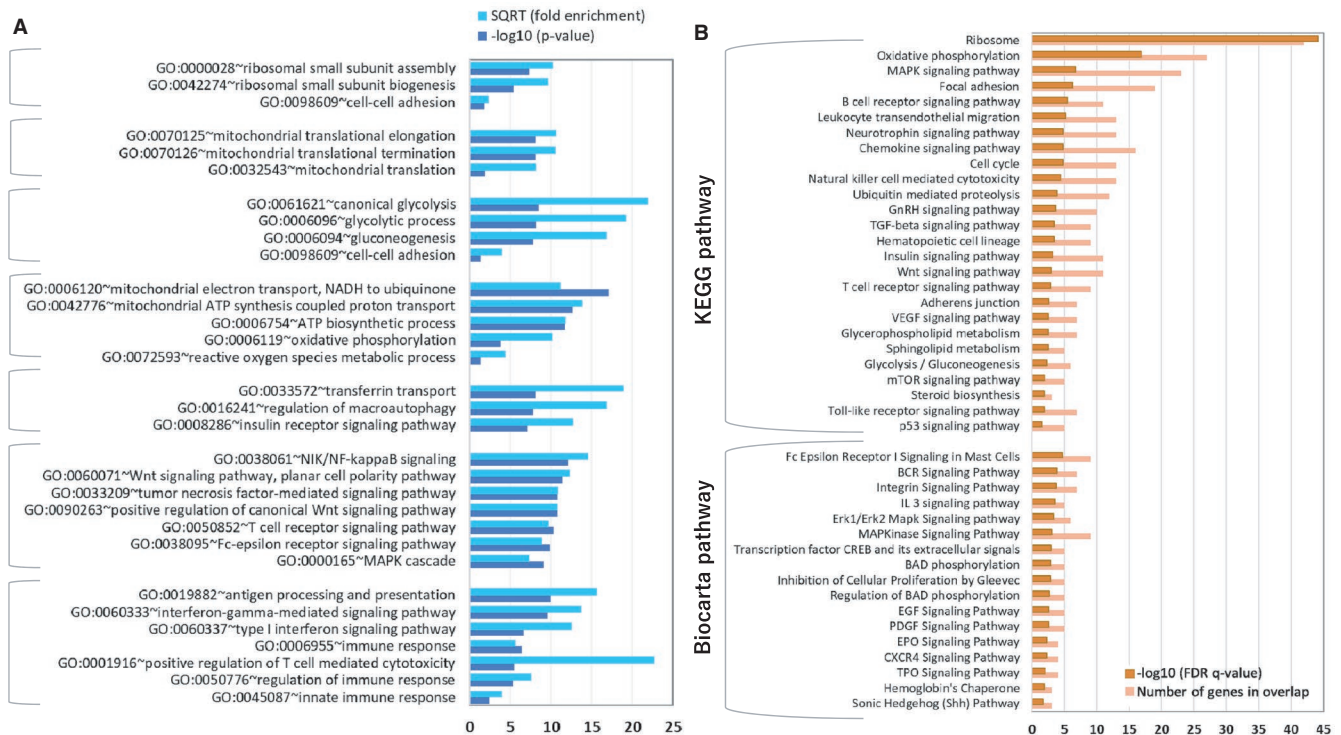 A
SQRT (fold enrichment)
-log10 (p-value)
GO:0000028~ribosomal small subunit assembly
GO:0042274~ribosomal small subunit biogenesis
GO:0098609~cell-cell adhesion
GO:0070125~mitochondrial translational elongation
GO:0070126~mitochondrial translational termination
GO:0032543~mitochondrial translation
GO:0061621~canonical glycolysis
GO:0006096~glycolytic process
GO:0006094~gluconeogenesis
GO:0098609~cell-cell adhesion
GO:0006120~mitochondrial electron transport, NADH to ubiquinone
GO:0042776~mitochondrial ATP synthesis coupled proton transport
GO:0006754~ATP biosynthetic process
GO:0006119~oxidative phosphorylation
GO:0072593~reactive oxygen species metabolic process
GO:0033572~transferrin transport
GO:0016241~regulation of macroautophagy
GO:0008286~insulin receptor signaling pathway
GO:0038061~NIK/NF-kappaB signaling
GO:0060071~Wnt signaling pathway, planar cell polarity pathway
GO:0033209~tumor necrosis factor-mediated signaling pathway
GO:0090263~positive regulation of canonical Wnt signaling pathway
GO:0050852~T cell receptor signaling pathway
GO:0038095~Fc-epsilon receptor signaling pathway
GO:0000165~MAPK cascade
GO:0019882~antigen processing and presentation
GO:0060333~interferon-gamma-mediated signaling pathway
GO:0060337~type I interferon signaling pathway
GO:0006955~immune response
GO:0001916~positive regulation of T cell mediated cytotoxicity
GO:0050776~regulation of immune response
GO:0045087~innate immune response
0 5 10 15 20 25
B
KEGG pathway
Ribosome
Oxidative phosphorylation
MAPK signaling pathway
Focal adhesion
B cell receptor signaling pathway
Leukocyte transendothelial migration
Neurotrophin signaling pathway
Chemokine signaling pathway
Cell cycle
Natural killer cell mediated cytotoxicity
Ubiquitin mediated proteolysis
GnRH signaling pathway
TGF-beta signaling pathway
Hematopoietic cell lineage
Insulin signaling pathway
Wnt signaling pathway
T cell receptor signaling pathway
Adherens junction
VEGF signaling pathway
Glycerophospholipid metabolism
Sphingolipid metabolism
Glycolysis / Gluconeogenesis
mTOR signaling pathway
Steroid biosynthesis
Toll-like receptor signaling pathway
p53 signaling pathway
0 5 10 15 20 25 30 35 40 45
Biocarta pathway
Fc Epsilon Receptor I Signaling in Mast Cells
BCR Signaling Pathway
Integrin Signaling Pathway
IL 3 signaling pathway
Erk1/Erk2 Mapk Signaling pathway
MAPKinase Signaling Pathway
Transcription factor CREB and its extracellular signals
BAD phosphorylation
Inhibition of Cellular Proliferation by Gleevec
Regulation of BAD phosphorylation
EGF Signaling Pathway
PDGF Signaling Pathway
EPO Signaling Pathway
CXCR4 Signaling Pathway
TPO Signaling Pathway
Hemoglobin's Chaperone
Sonic Hedgehog (Shh) Pathway
-log10 (FDR q-value)
Number of genes in overlap
0 5 10 15 20 25 30 35 40 45